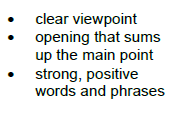 • clear viewpoint
• opening that sums
up the main point
• strong, positive
words and phrases